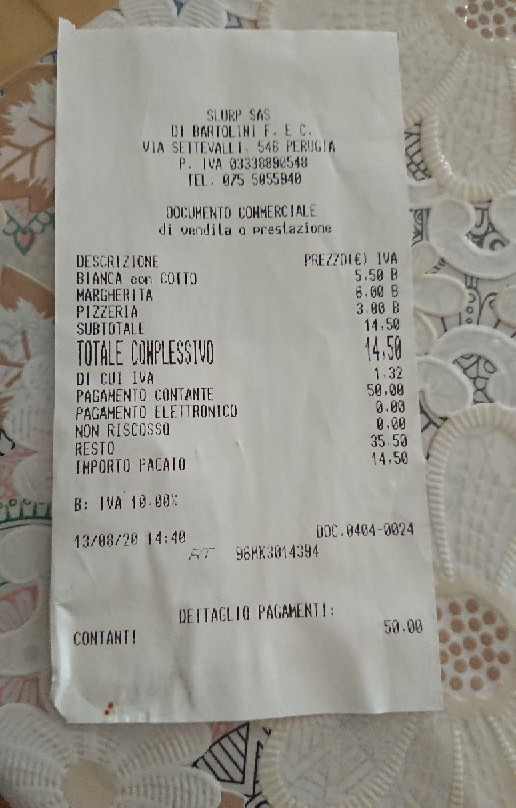 SLURP SAS
DI BARTOLINI F. E C.
VIA SETTEVALLI, 546 PERUGIA
P. IVA 03338890548
TEL. 075 5055940
DOCUMENTO COMMERCIALE
di vendita o prestazione
DESCRIZIONE PREZZO(€) IVA
BIANCA con COTTO 5.50 B
MARGHERITA 6.00 B
PIZZERIA 3.00 B
SUBTOTALE 14,50
TOTALE COMPLESSIVO 14,50
DI CUI IVA 1.32
PAGAMENTO CONTANTE 50.00
PAGAMENTO ELETTRONICO 0.00
NON RISCOSSO 0.00
RESTO 35.50
IMPORTO PAGATO 14,50
B: IVA 10.00%
13/08/20 14:40 DOC.0404-0024
RT 96MK3014394
DETTAGLIO PAGAMENTI:
CONTANTI 50.00